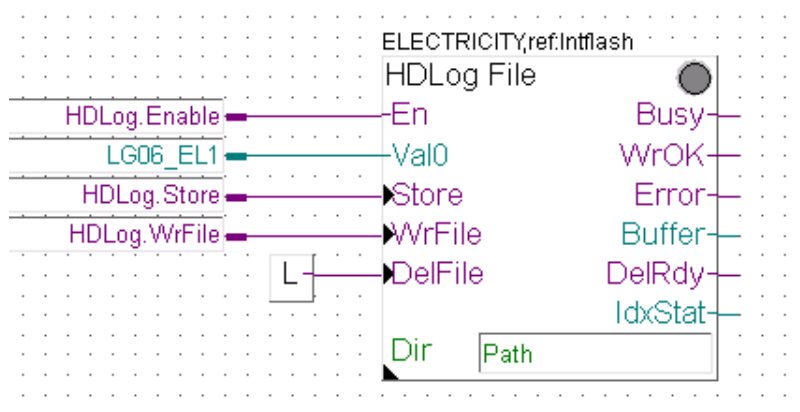 ELECTRICITY,ref:Intflash
HDLog File
HDLog.Enable En Busy
LG06_EL1 Val0 WrOK
HDLog.Store Store Error
HDLog.WrFile WrFile Buffer
L DelFile DelRdy
IdxStat
Dir Path